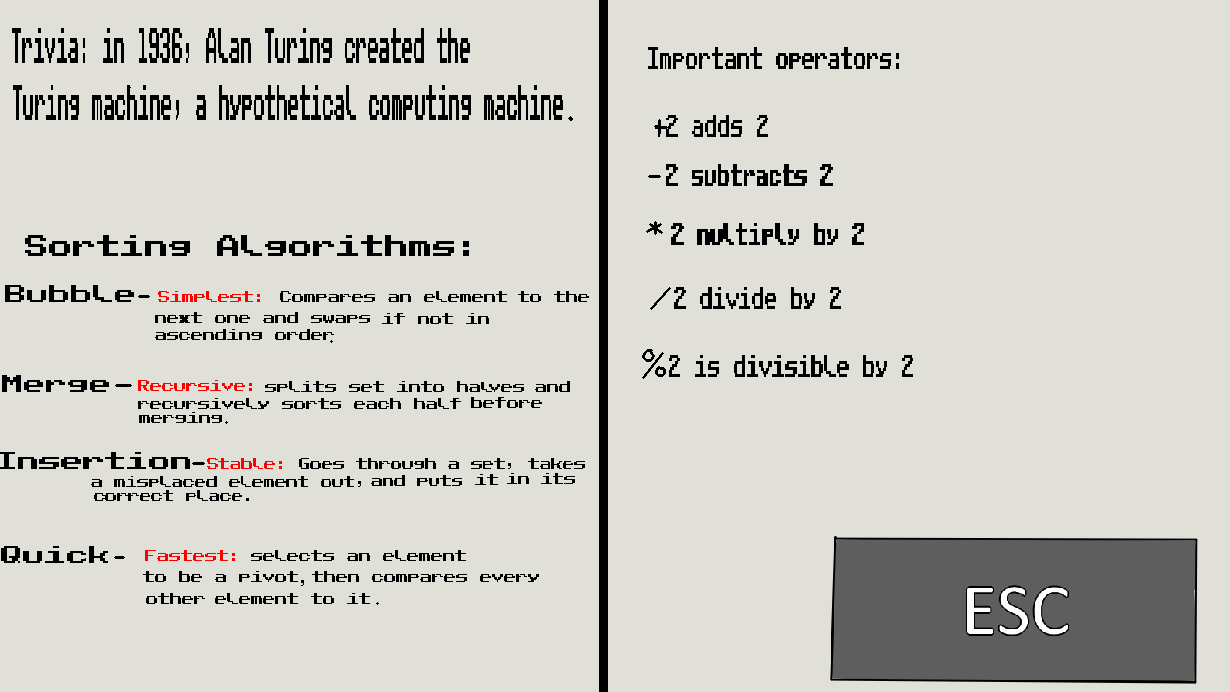 Trivia: in 1936, Alan Turing created the
Turing machine, a hypothetical computing machine.
Sorting Algorithms:
Bubble- Simplest: Compares an element to the
next one and swaps if not in
ascending order.
Merge- Recursive: splits set into halves and
recursively sorts each half before
merging.
Insertion-Stable: Goes through a set, takes
a misplaced element out, and puts it in its
correct place.
Quick- Fastest: selects an element
to be a pivot, then compares every
other element to it.
Important operators:
+2 adds 2
-2 subtracts 2
*2 multiply by 2
/2 divide by 2
%2 is divisible by 2
ESC